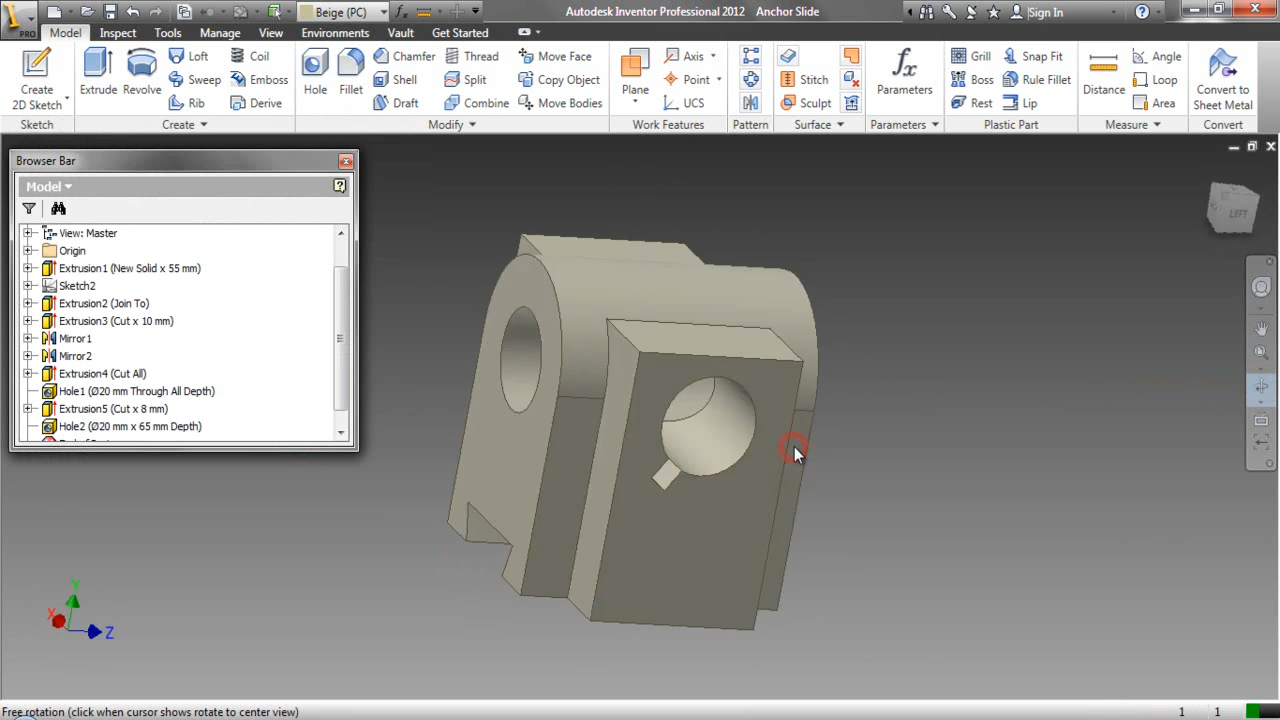 Beige (PC)
Autodesk Inventor Professional 2012 Anchor Slide
Sign In
PRO
Model Inspect Tools Manage View Environments Vault Get Started
Create 2D Sketch
Extrude
Revolve
Loft
Sweep
Rib
Coil
Emboss
Derive
Hole
Fillet
Chamfer
Shell
Draft
Thread
Split
Combine
Move Face
Copy Object
Move Bodies
Plane
Axis
Point
UCS
Stitch
Sculpt
Parameters
Grill
Boss
Rest
Snap Fit
Rule Fillet
Lip
Distance
Angle
Loop
Area
Convert to Sheet Metal
Sketch Create Modify Work Features Pattern Surface Parameters Plastic Part Measure Convert
Browser Bar
Model
View: Master
Origin
Extrusion1 (New Solid x 55 mm)
Sketch2
Extrusion2 (Join To)
Extrusion3 (Cut x 10 mm)
Mirror1
Mirror2
Extrusion4 (Cut All)
Hole1 (Ø20 mm Through All Depth)
Extrusion5 (Cut x 8 mm)
Hole2 (Ø20 mm x 65 mm Depth)
LEFT
Y
X
Z
Free rotation (click when cursor shows rotate to center view)
1 1